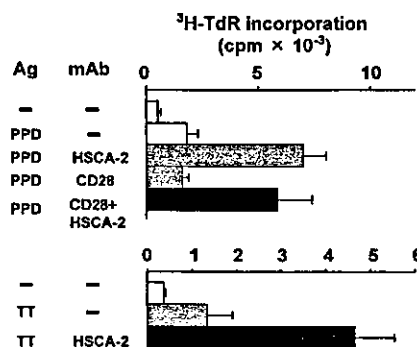 ³H-TdR incorporation
(cpm × 10⁻³)
Ag mAb 0 5 10
– –
PPD –
PPD HSCA-2
PPD CD28
PPD CD28+
HSCA-2
0 1 2 3 4 5 6
– –
TT –
TT HSCA-2